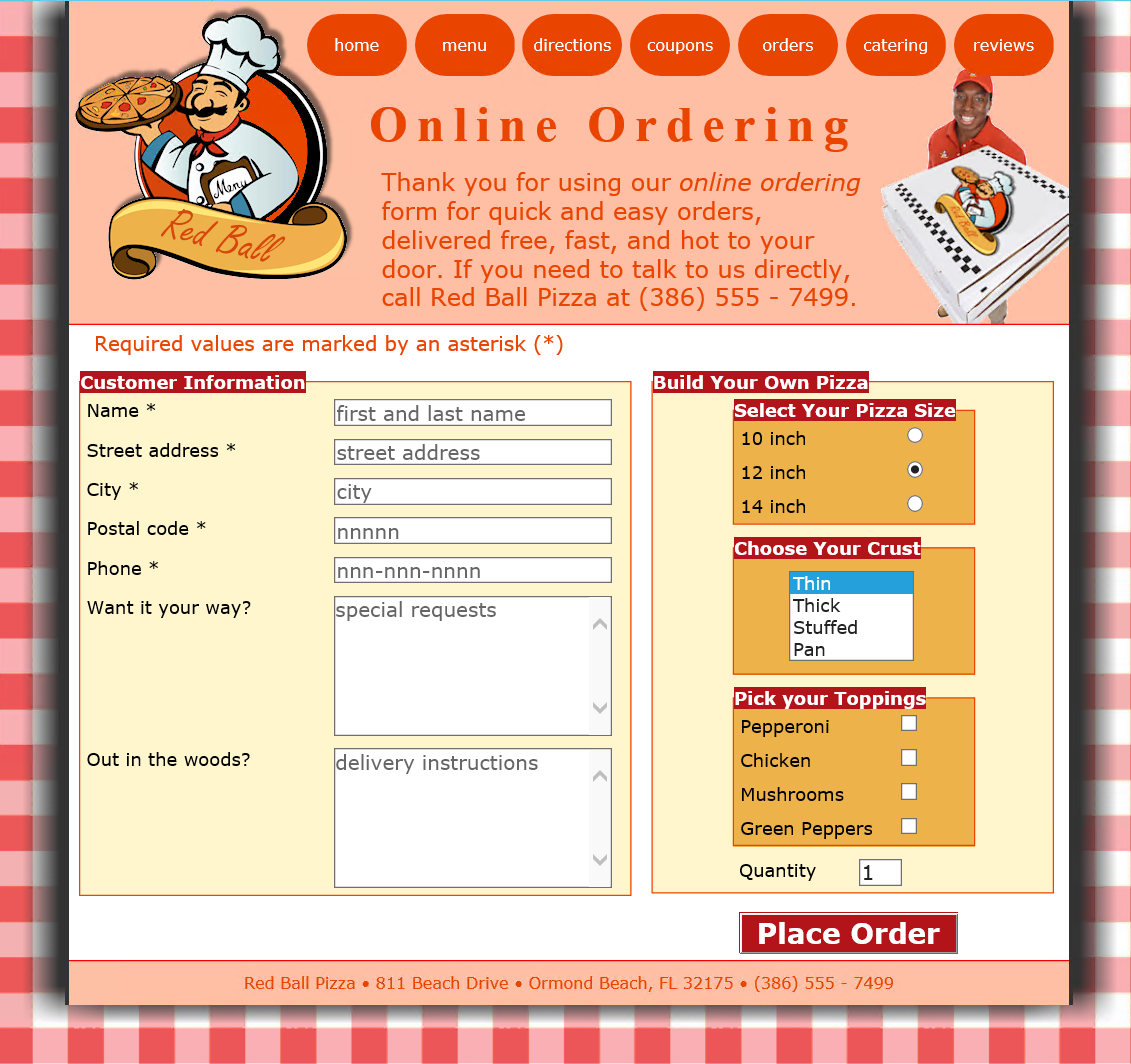 home menu directions coupons orders catering reviews
Menu
Red Ball
Online Ordering
Thank you for using our online ordering
form for quick and easy orders,
delivered free, fast, and hot to your
door. If you need to talk to us directly,
call Red Ball Pizza at (386) 555 - 7499.
Red Ball
Required values are marked by an asterisk (*)
Customer Information
Name * first and last name
Street address * street address
City * city
Postal code * nnnnn
Phone * nnn-nnn-nnnn
Want it your way? special requests
Out in the woods? delivery instructions
Build Your Own Pizza
Select Your Pizza Size
10 inch
12 inch
14 inch
Choose Your Crust
Thin
Thick
Stuffed
Pan
Pick your Toppings
Pepperoni
Chicken
Mushrooms
Green Peppers
Quantity 1
Place Order
Red Ball Pizza • 811 Beach Drive • Ormond Beach, FL 32175 • (386) 555 - 7499